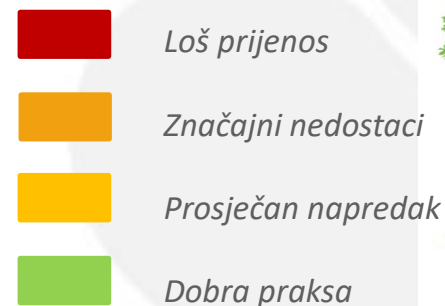 Loš prijenos
Značajni nedostaci
Prosječan napredak
Dobra praksa